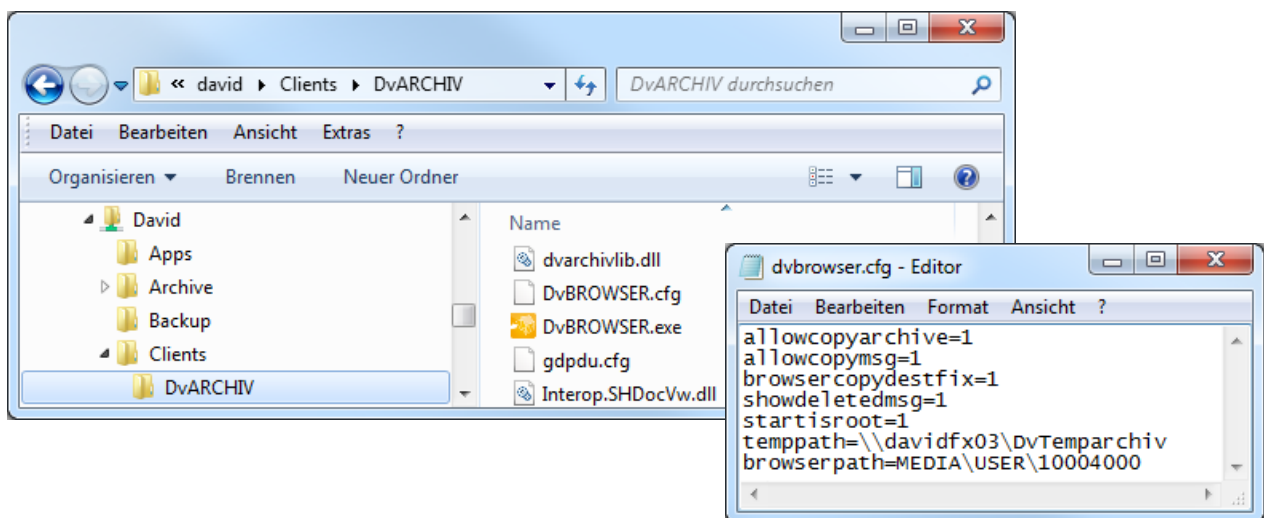 « david ▸ Clients ▸ DvARCHIV
DvARCHIV durchsuchen
Datei Bearbeiten Ansicht Extras ?
Organisieren Brennen Neuer Ordner
David
Apps
Archive
Backup
Clients
DvARCHIV
Name
dvarchivlib.dll
DvBROWSER.cfg
DvBROWSER.exe
gdpdu.cfg
Interop.SHDocVw.dll
dvbrowser.cfg - Editor
Datei Bearbeiten Format Ansicht ?
allowcopyarchive=1
allowcopymsg=1
browsercopydestfix=1
showdeletedmsg=1
startisroot=1
temppath=\\davidfx03\DvTemparchiv
browserpath=MEDIA\USER\10004000